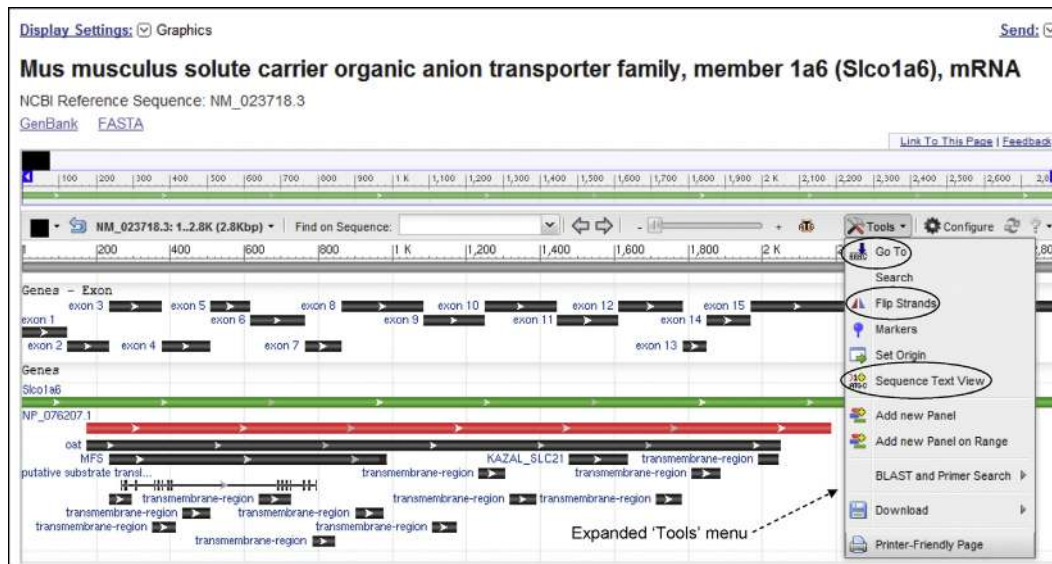 Display Settings: Graphics
Send:
Mus musculus solute carrier organic anion transporter family, member 1a6 (Slco1a6), mRNA
NCBI Reference Sequence: NM_023718.3
GenBank FASTA
Link To This Page | Feedback
100 200 300 400 500 600 700 800 900 1 K 1,100 1,200 1,300 1,400 1,500 1,600 1,700 1,800 1,900 2 K 2,100 2,200 2,300 2,400 2,500 2,600
NM_023718.3: 1..2.8K (2.8Kbp) Find on Sequence: Tools Configure ?
200 400 600 800 1 K 1,200 1,400 1,600 1,800 2 K
Go To
Search
Flip Strands
Markers
Set Origin
Sequence Text View
Add new Panel
Add new Panel on Range
BLAST and Primer Search
Download
Printer-Friendly Page
Genes - Exon
exon 3 exon 5 exon 8 exon 10 exon 12 exon 15
exon 1 exon 6 exon 9 exon 11 exon 14
exon 2 exon 4 exon 7 exon 13
Genes
Slco1a6
NP_076207.1
oat
MFS KAZAL_SLC21 transmembrane-region
putative substrate transl... transmembrane-region transmembrane-region
transmembrane-region transmembrane-region transmembrane-region
transmembrane-region transmembrane-region
transmembrane-region transmembrane-region
transmembrane-region
Expanded 'Tools' menu